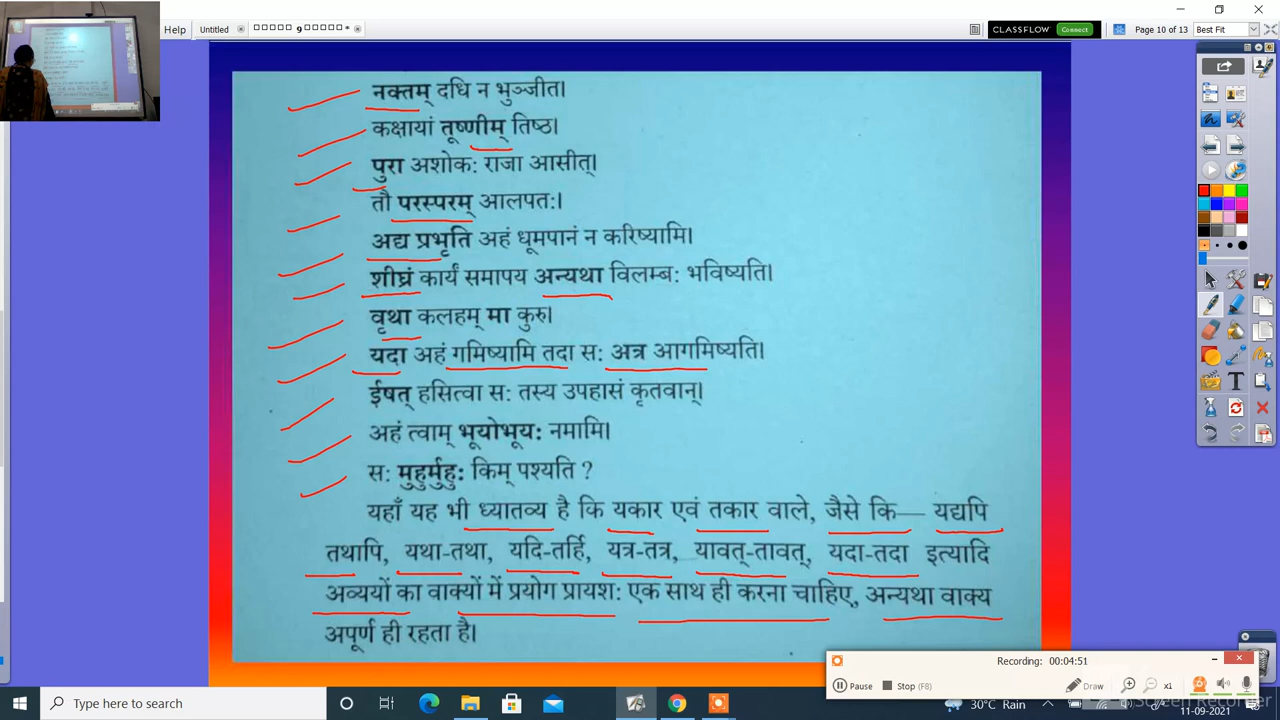 Help
Untitled
9
CLASSFLOW Connect
Page 10 of 13
Best Fit
नक्तम् दधि न भुञ्जीत।
कक्षायां तूष्णीम् तिष्ठ।
पुरा अशोक: राजा आसीत्।
तौ परस्परम् आलपत:।
अद्य प्रभृति अहं धूमपानं न करिष्यामि।
शीघ्रं कार्यं समापय अन्यथा विलम्ब: भविष्यति।
वृथा कलहम् मा कुरु।
यदा अहं गमिष्यामि तदा स: अत्र आगमिष्यति।
ईषत् हसित्वा स: तस्य उपहासं कृतवान्।
अहं त्वाम् भूयोभूय: नमामि।
स: मुहुर्मुहु: किम् पश्यति ?
यहाँ यह भी ध्यातव्य है कि यकार एवं तकार वाले, जैसे कि— यद्यपि
तथापि, यथा-तथा, यदि-तर्हि, यत्र-तत्र, यावत्-तावत्, यदा-तदा इत्यादि
अव्ययों का वाक्यों में प्रयोग प्रायश: एक साथ ही करना चाहिए, अन्यथा वाक्य
अपूर्ण ही रहता है।
Recording: 00:04:51
Pause
Stop (F8)
Draw
Type here to search
30°C Rain
11-09-2021